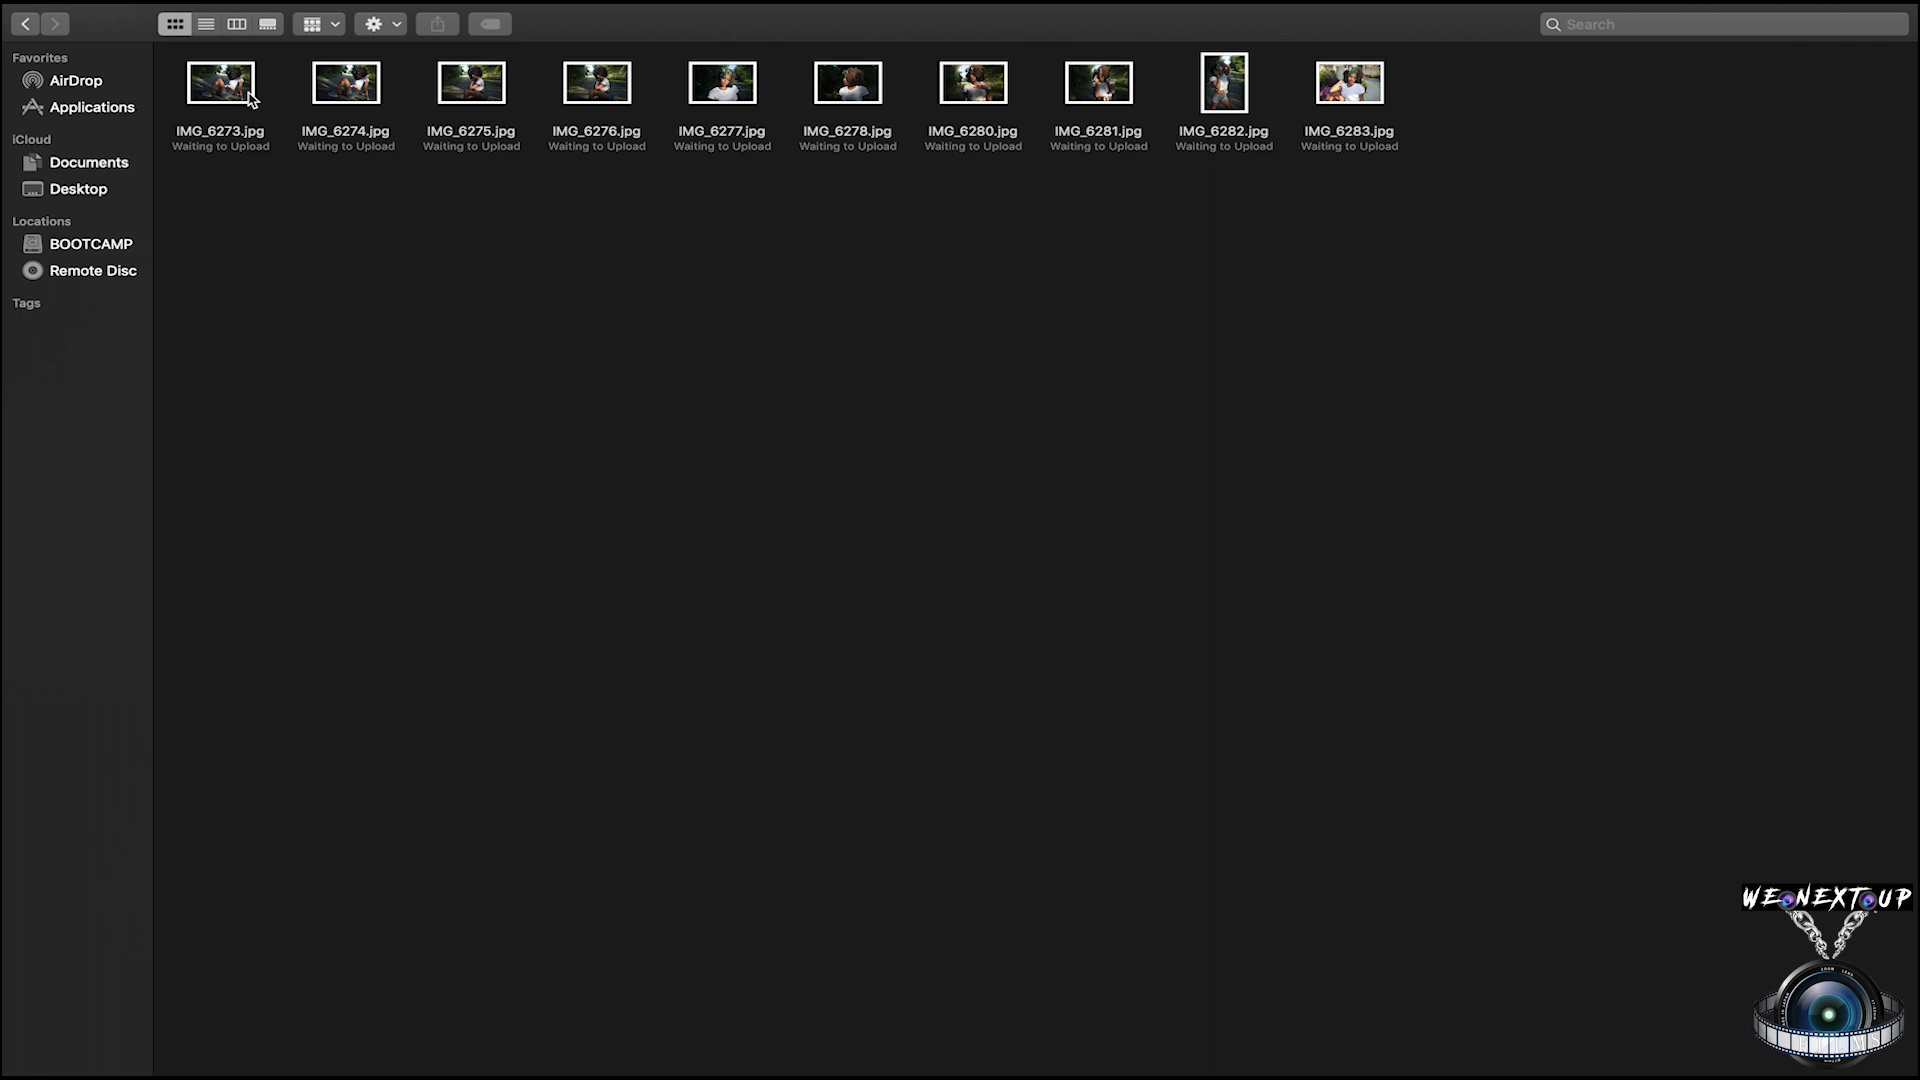 Search
Favorites
AirDrop
Applications
iCloud
Documents
Desktop
Locations
BOOTCAMP
Remote Disc
Tags
IMG_6273.jpg
Waiting to Upload
IMG_6274.jpg
Waiting to Upload
IMG_6275.jpg
Waiting to Upload
IMG_6276.jpg
Waiting to Upload
IMG_6277.jpg
Waiting to Upload
IMG_6278.jpg
Waiting to Upload
IMG_6280.jpg
Waiting to Upload
IMG_6281.jpg
Waiting to Upload
IMG_6282.jpg
Waiting to Upload
IMG_6283.jpg
Waiting to Upload
WE NEXT UP
ZOOM LENS
FILMS